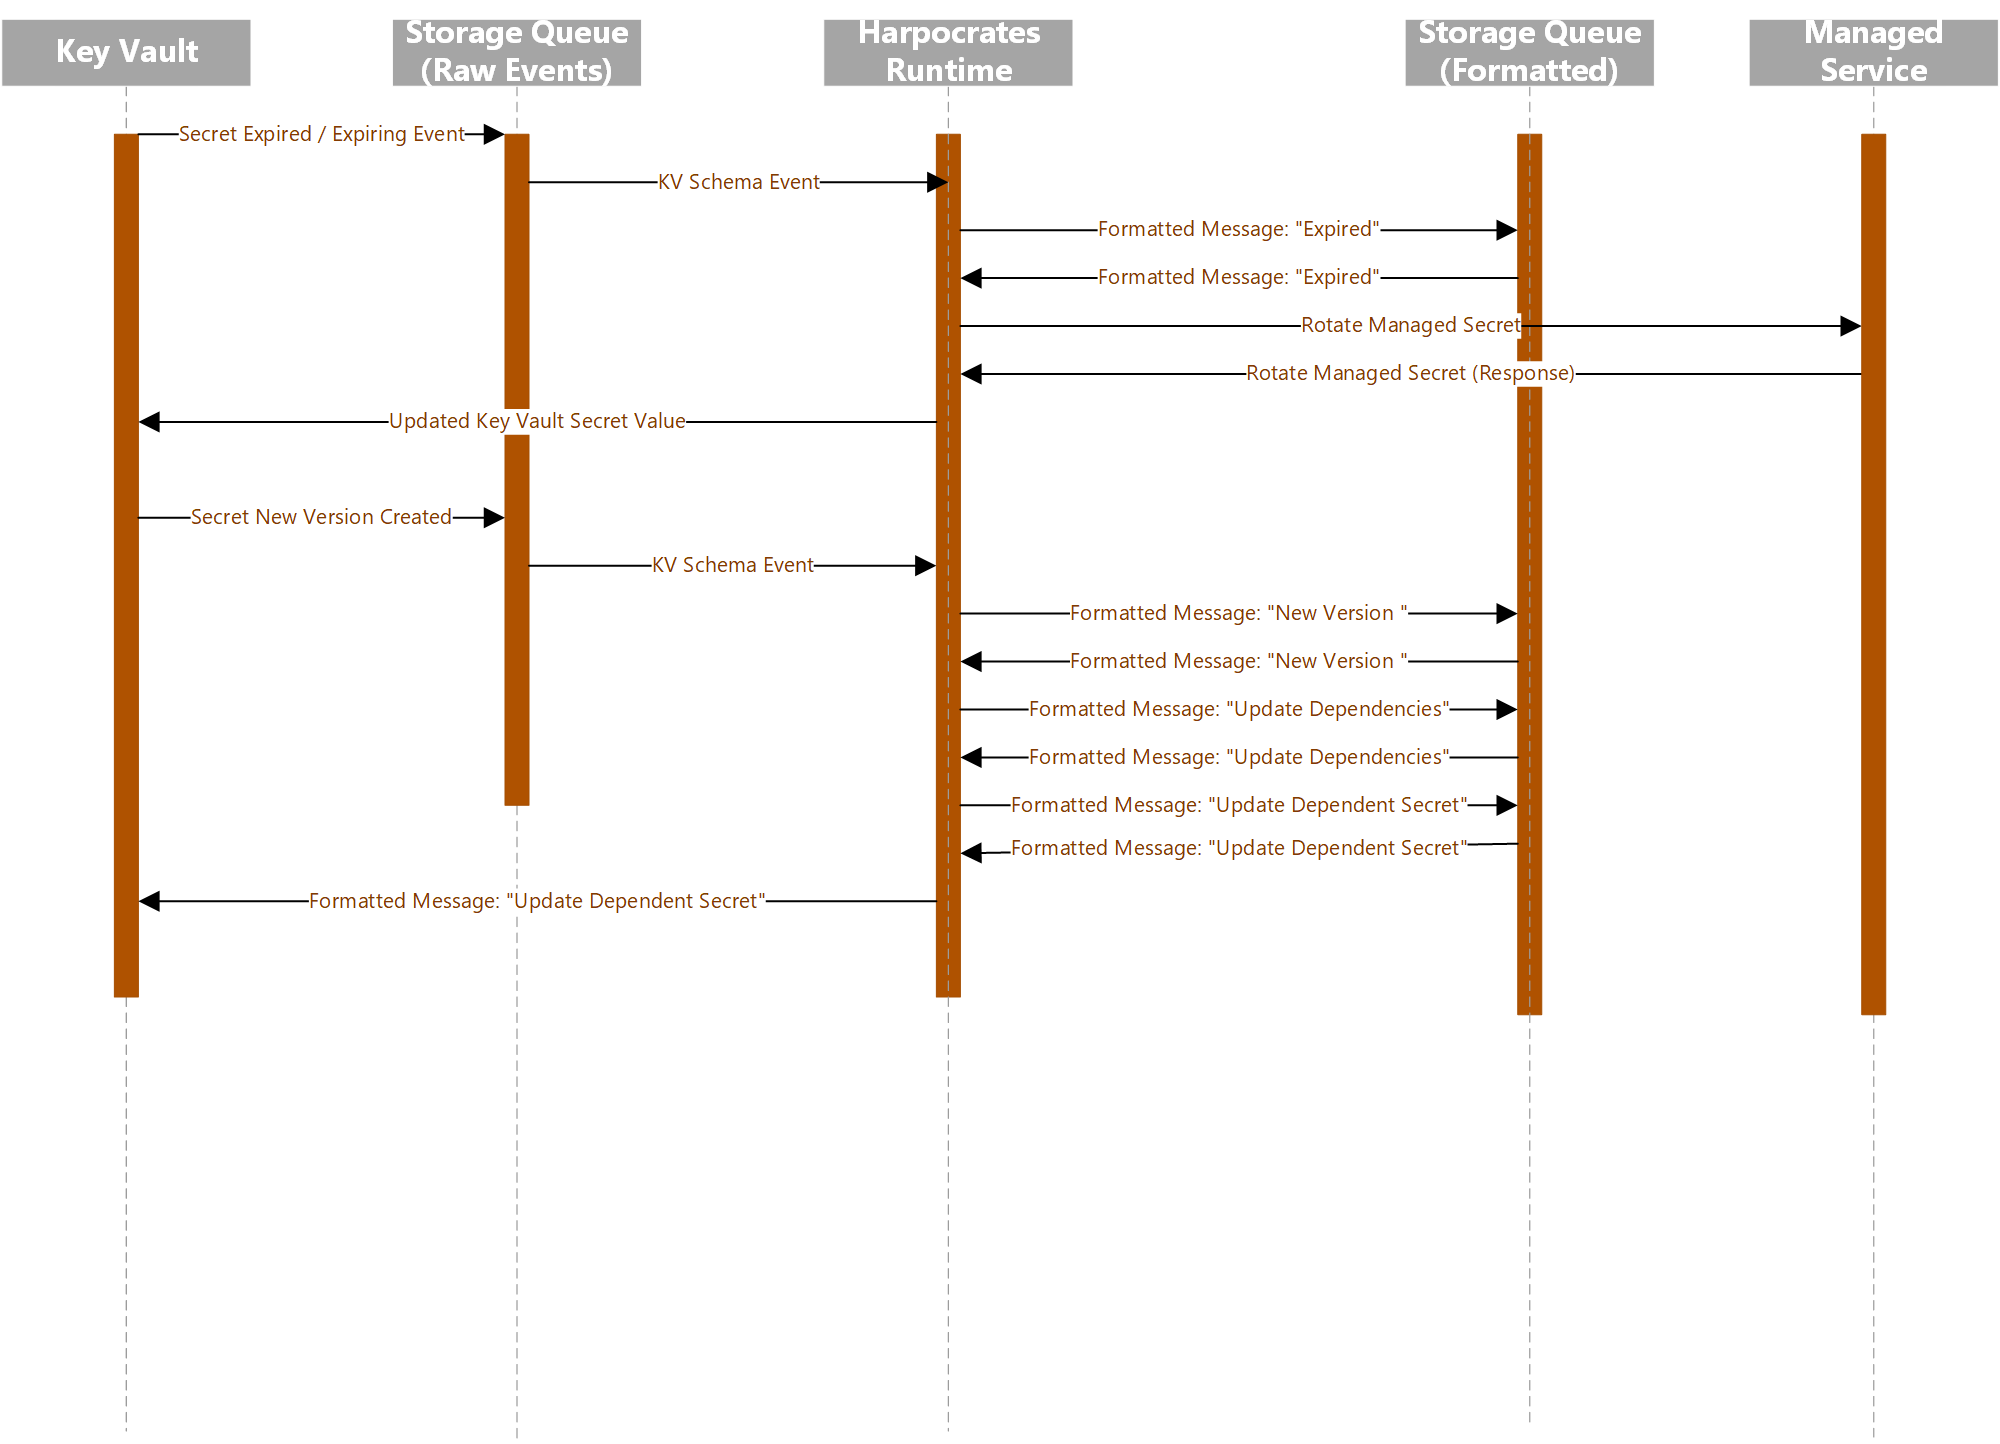 Key Vault
Storage Queue
(Raw Events)
Harpocrates
Runtime
Storage Queue
(Formatted)
Managed
Service
Secret Expired / Expiring Event
KV Schema Event
Formatted Message: "Expired"
Formatted Message: "Expired"
Rotate Managed Secret
Rotate Managed Secret (Response)
Updated Key Vault Secret Value
Secret New Version Created
KV Schema Event
Formatted Message: "New Version "
Formatted Message: "New Version "
Formatted Message: "Update Dependencies"
Formatted Message: "Update Dependencies"
Formatted Message: "Update Dependent Secret"
Formatted Message: "Update Dependent Secret"
Formatted Message: "Update Dependent Secret"